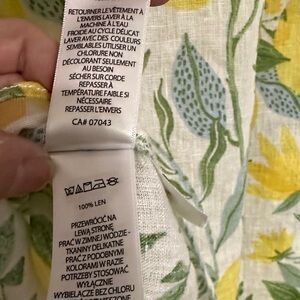 RETOURNER LE VÊTEMENT À
L'ENVERS LAVER À LA
MACHINE À L'EAU
FROIDE AU CYCLE DÉLICAT
LAVER AVEC DES COULEURS
SEMBLABLES UTILISER UN
CHLORURE NON
DÉCOLORANT SEULEMENT
AU BESOIN
SÉCHER SUR CORDE
REPASSER À
TEMPÉRATURE FAIBLE SI
NÉCESSAIRE
REPASSER À L'ENVERS
CA# 07043
100% LEN
PRZEWRÓCIĆ NA
LEWĄ STRONĘ
PRAĆ W ZIMNEJ WODZIE -
TKANINY DELIKATNE
PRAĆ Z PODOBNYMI
KOLORAMI W RAZIE
POTRZEBY STOSOWAĆ
WYŁĄCZNIE
WYBIELACZE BEZ CHLORU